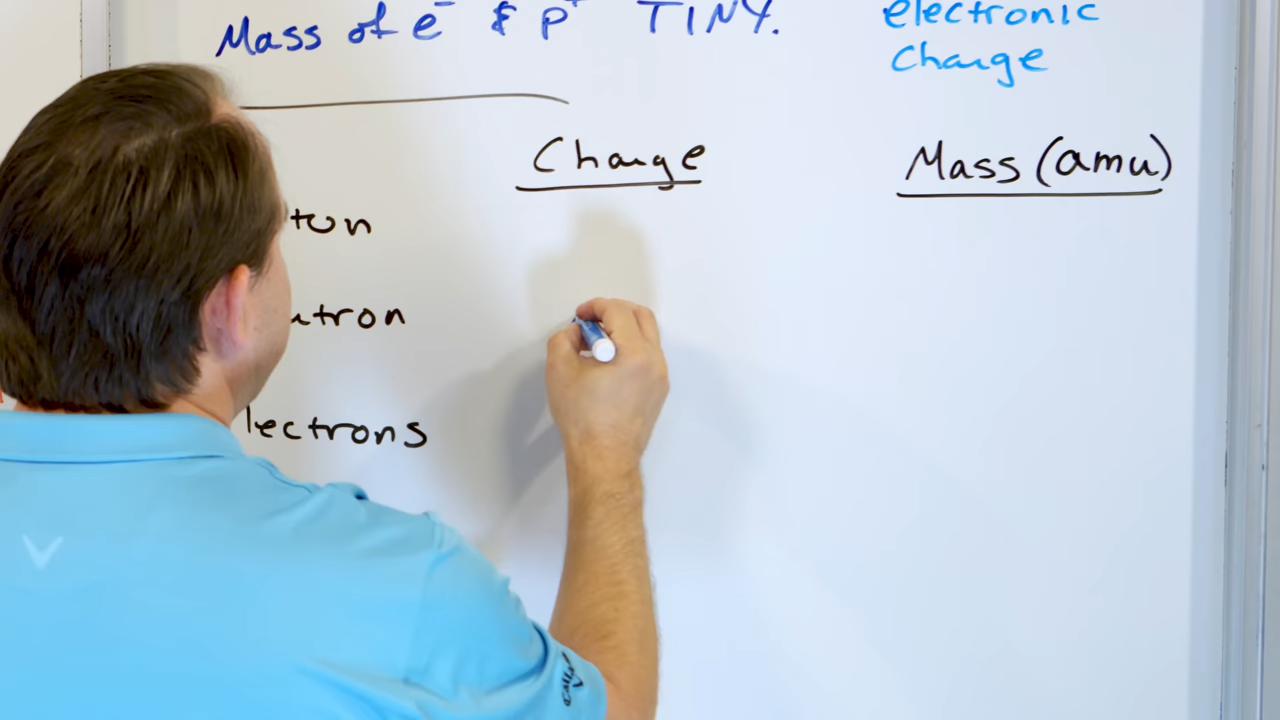 Mass of e⁻ & p⁺ TINY.
electronic
Charge
Charge
Mass (amu)
ton
utron
lectrons